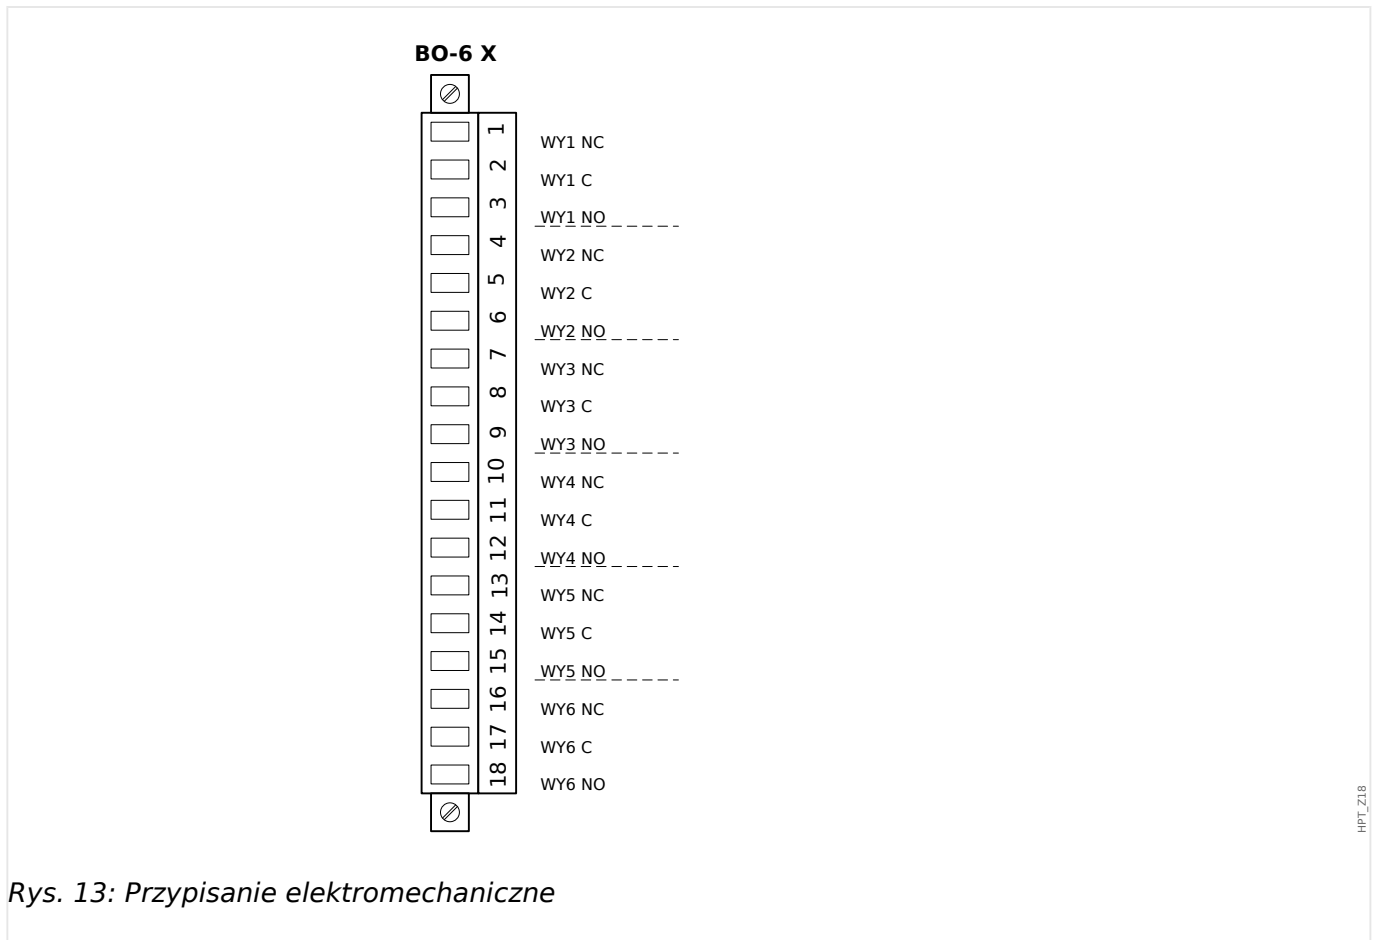 BO-6 X
1 WY1 NC
2 WY1 C
3 WY1 NO
4 WY2 NC
5 WY2 C
6 WY2 NO
7 WY3 NC
8 WY3 C
9 WY3 NO
10 WY4 NC
11 WY4 C
12 WY4 NO
13 WY5 NC
14 WY5 C
15 WY5 NO
16 WY6 NC
17 WY6 C
18 WY6 NO
HPT_Z18
Rys. 13: Przypisanie elektromechaniczne